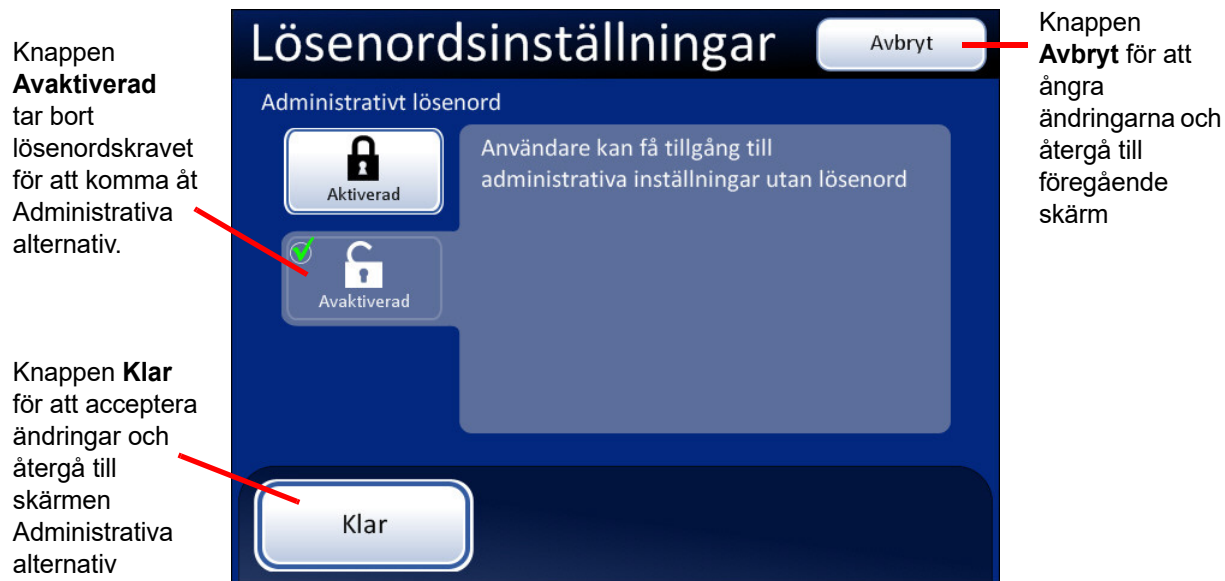 Knappen
Avaktiverad
tar bort
lösenordskravet
för att komma åt
Administrativa
alternativ.
Knappen Klar
för att acceptera
ändringar och
återgå till
skärmen
Administrativa
alternativ
Lösenordsinställningar
Avbryt
Administrativt lösenord
Aktiverad
Användare kan få tillgång till
administrativa inställningar utan lösenord
Avaktiverad
Klar
Knappen
Avbryt för att
ångra
ändringarna och
återgå till
föregående
skärm